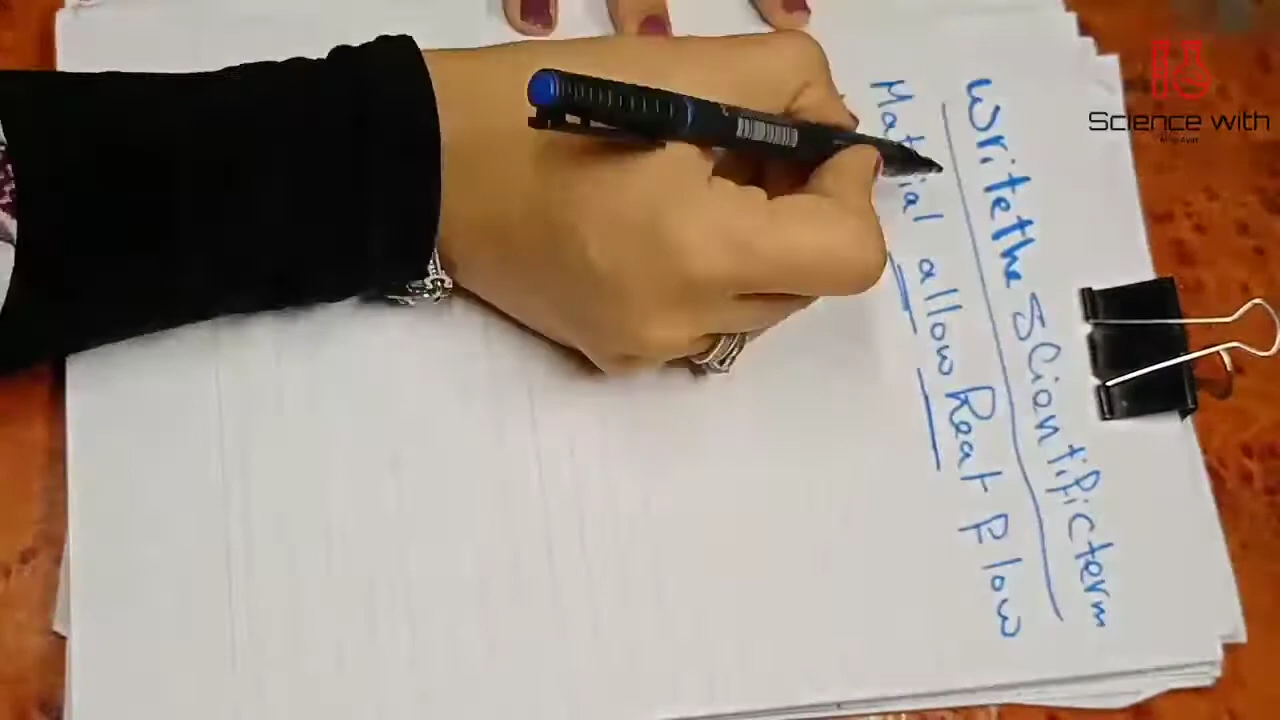 Write the Scientific term
Material allow heat flow
Science with